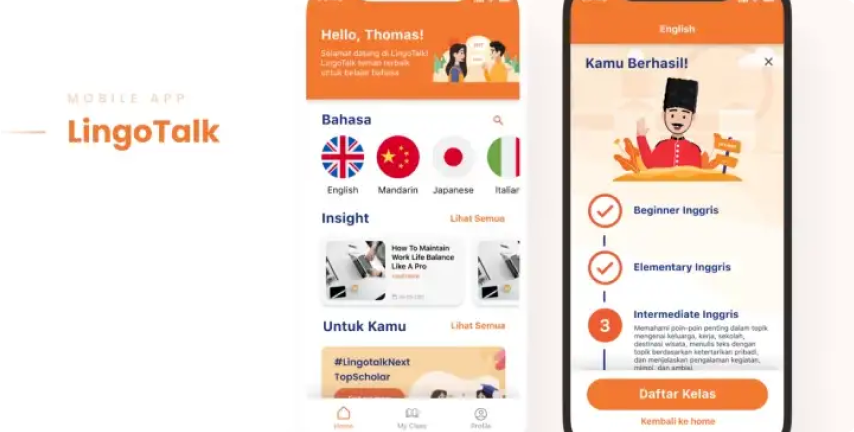 MOBILE APP
LingoTalk
Hello, Thomas!
Selamat datang di LingoTalk!
LingoTalk teman terbaik
untuk belajar bahasa
Bahasa
English
Mandarin
Japanese
Italian
Insight
Lihat Semua
How To Maintain
Work Life Balance
Like A Pro
Untuk Kamu
Lihat Semua
#LingotalkNext
TopScholar
Home
My Class
Profile
English
Kamu Berhasil!
Beginner Inggris
Elementary Inggris
3
Intermediate Inggris
Memahami poin-poin penting dalam topik
mengenai keluarga, kerja, sekolah,
destinasi wisata, menulis teks dengan
topik berdasarkan ketertarikan pribadi,
dan menjelaskan pengalaman kegiatan,
mimpi, dan ambisi
Daftar Kelas
Kembali ke home